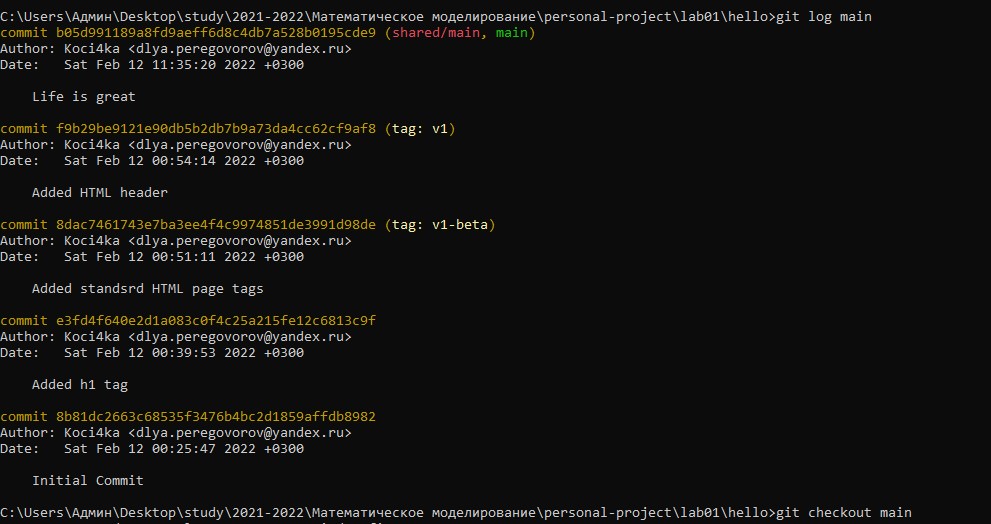 C:\Users\Админ\Desktop\study\2021-2022\Математическое моделирование\personal-project\lab01\hello>git log main
commit b05d991189a8fd9aeff6d8c4db7a528b0195cde9 (shared/main, main)
Author: Koci4ka <dlya.peregovorov@yandex.ru>
Date:   Sat Feb 12 11:35:20 2022 +0300
    Life is great
commit f9b29be9121e90db5b2db7b9a73da4cc62cf9af8 (tag: v1)
Author: Koci4ka <dlya.peregovorov@yandex.ru>
Date:   Sat Feb 12 00:54:14 2022 +0300
    Added HTML header
commit 8dac7461743e7ba3ee4f4c9974851de3991d98de (tag: v1-beta)
Author: Koci4ka <dlya.peregovorov@yandex.ru>
Date:   Sat Feb 12 00:51:11 2022 +0300
    Added standsrd HTML page tags
commit e3fd4f640e2d1a083c0f4c25a215fe12c6813c9f
Author: Koci4ka <dlya.peregovorov@yandex.ru>
Date:   Sat Feb 12 00:39:53 2022 +0300
    Added h1 tag
commit 8b81dc2663c68535f3476b4bc2d1859affdb8982
Author: Koci4ka <dlya.peregovorov@yandex.ru>
Date:   Sat Feb 12 00:25:47 2022 +0300
    Initial Commit
C:\Users\Админ\Desktop\study\2021-2022\Математическое моделирование\personal-project\lab01\hello>git checkout main